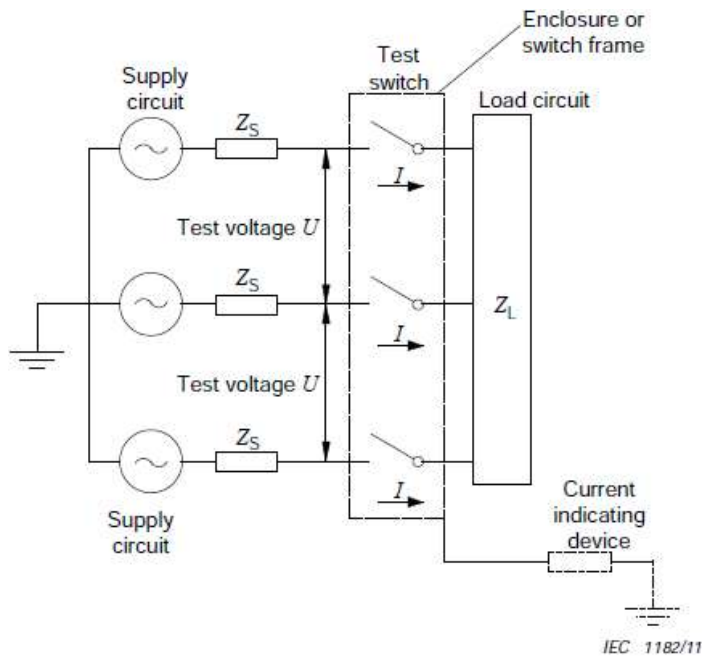 Enclosure or
switch frame
Test
switch
Supply
circuit
Load circuit
ZS
I
Test voltage U
ZS
I
ZL
Test voltage U
ZS
I
Supply
circuit
Current
indicating
device
IEC 1182/11